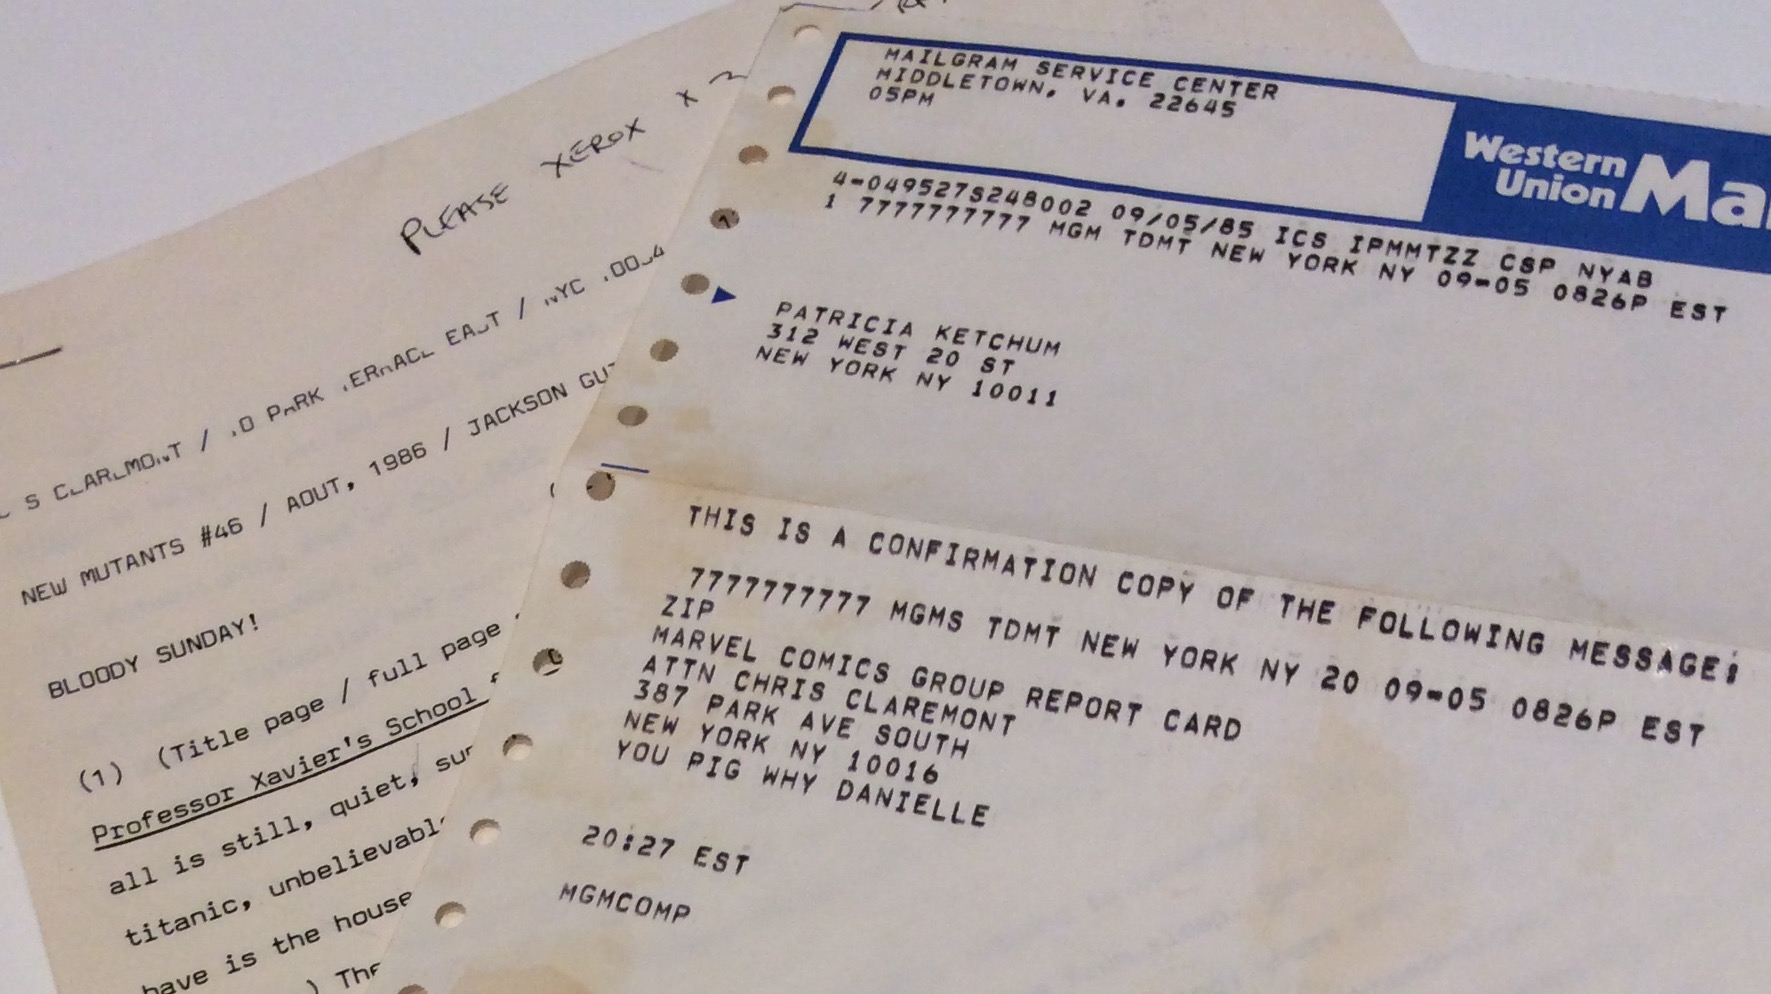 PLEASE XEROX X
S CLAREMONT / PARK EAST / NYC
NEW MUTANTS #46 / AOUT, 1986 / JACKSON
BLOODY SUNDAY!
(1) (Title page / full page
Professor Xavier's School
all is still, quiet,
titanic,
have is the house
MAILGRAM SERVICE CENTER
MIDDLETOWN, VA. 22645
05PM
Western
Union
4-049527S248002 09/05/85 ICS IPMMTZZ CSP NYAB
1 7777777777 MGM TDMT NEW YORK NY 09-05 0826P EST
PATRICIA KETCHUM
312 WEST 20 ST
NEW YORK NY 10011
THIS IS A CONFIRMATION COPY OF THE FOLLOWING MESSAGE:
7777777777 MGMS TDMT NEW YORK NY 20 09-05 0826P EST
ZIP
MARVEL COMICS GROUP REPORT CARD
ATTN CHRIS CLAREMONT
387 PARK AVE SOUTH
NEW YORK NY 10016
YOU PIG WHY DANIELLE
20:27 EST
MGMCOMP